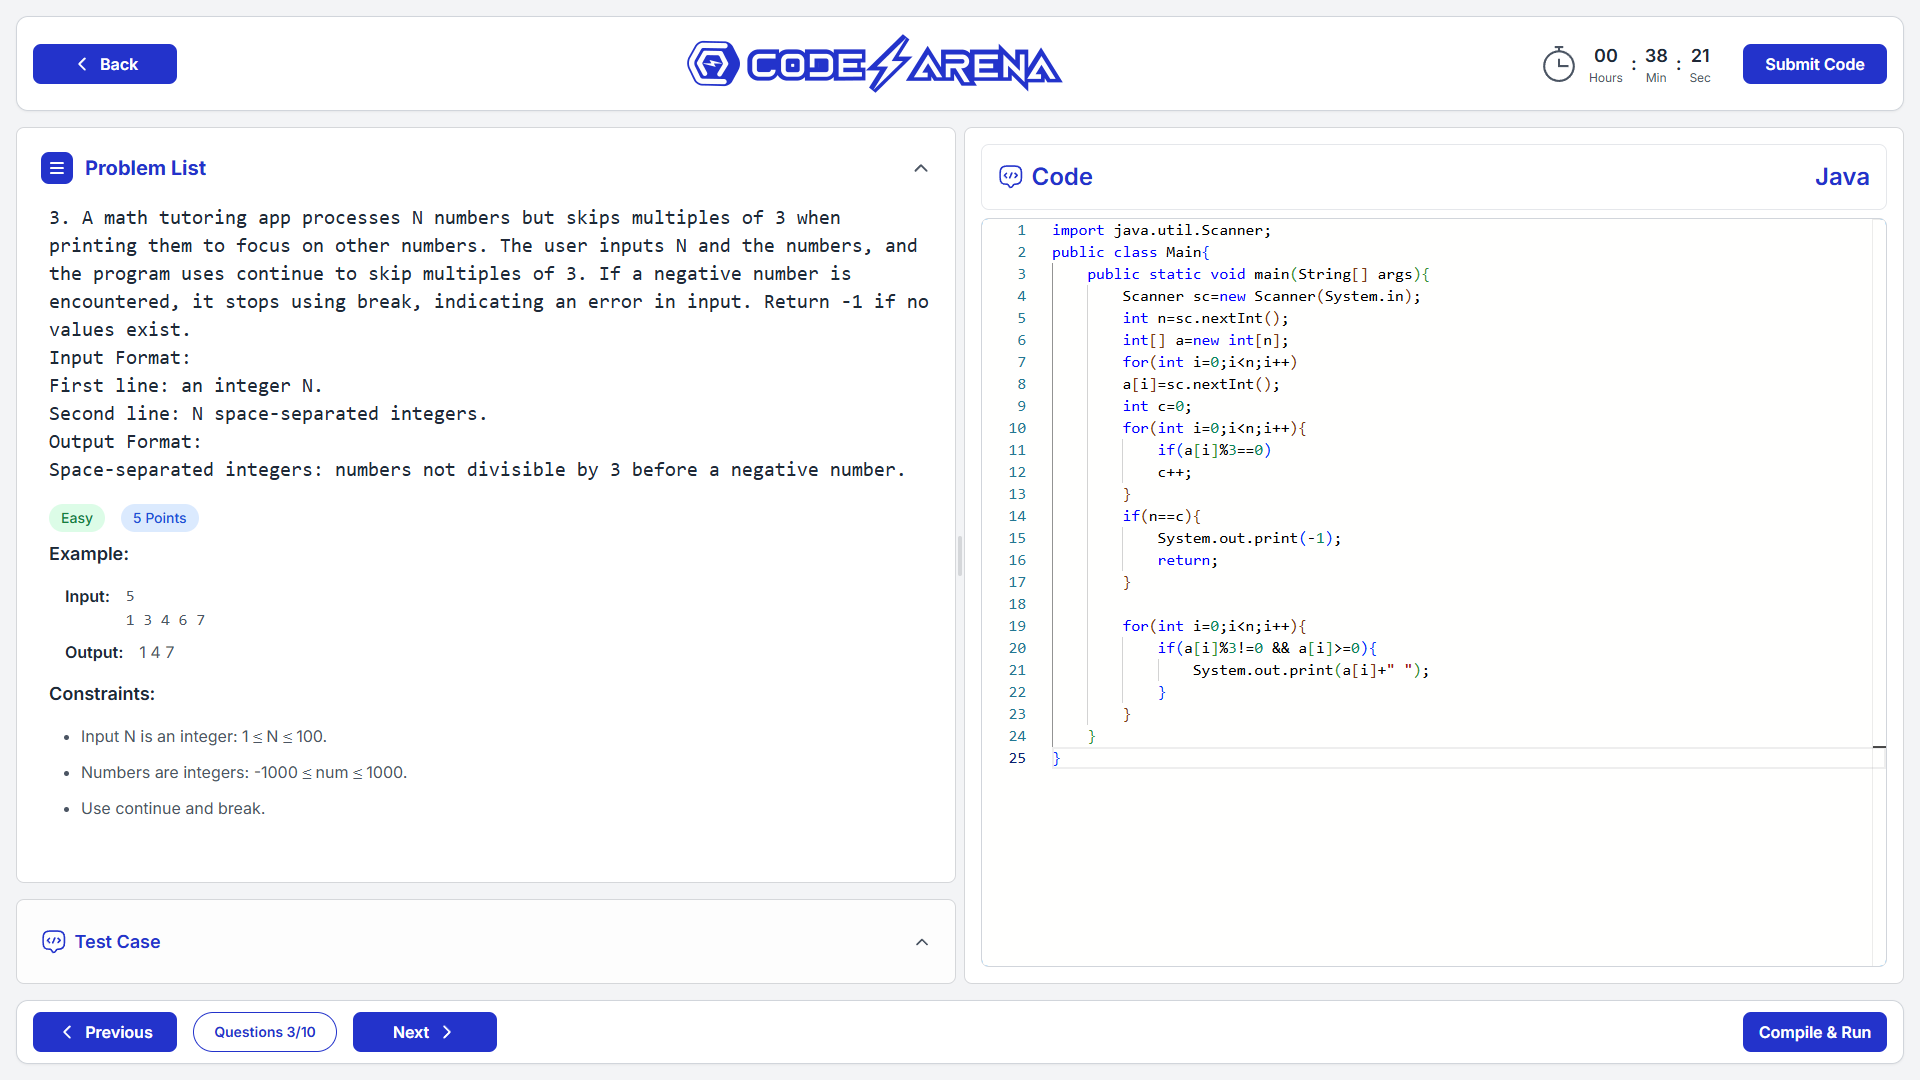 Back
CODE ARENA
00 : 38 : 21
Hours Min Sec
Submit Code
Problem List
3. A math tutoring app processes N numbers but skips multiples of 3 when
printing them to focus on other numbers. The user inputs N and the numbers, and
the program uses continue to skip multiples of 3. If a negative number is
encountered, it stops using break, indicating an error in input. Return -1 if no
values exist.
Input Format:
First line: an integer N.
Second line: N space-separated integers.
Output Format:
Space-separated integers: numbers not divisible by 3 before a negative number.
Easy
5 Points
Example:
Input: 5
1 3 4 6 7
Output: 1 4 7
Constraints:
• Input N is an integer: 1 ≤ N ≤ 100.
• Numbers are integers: -1000 ≤ num ≤ 1000.
• Use continue and break.
Test Case
Code
Java
1 import java.util.Scanner;
2 public class Main{
3     public static void main(String[] args){
4         Scanner sc=new Scanner(System.in);
5         int n=sc.nextInt();
6         int[] a=new int[n];
7         for(int i=0;i<n;i++)
8         a[i]=sc.nextInt();
9         int c=0;
10         for(int i=0;i<n;i++){
11             if(a[i]%3==0)
12             c++;
13         }
14         if(n==c){
15             System.out.print(-1);
16             return;
17         }
18
19         for(int i=0;i<n;i++){
20             if(a[i]%3!=0 && a[i]>=0){
21                 System.out.print(a[i]+" ");
22             }
23         }
24     }
25 }
Previous
Questions 3/10
Next
Compile & Run